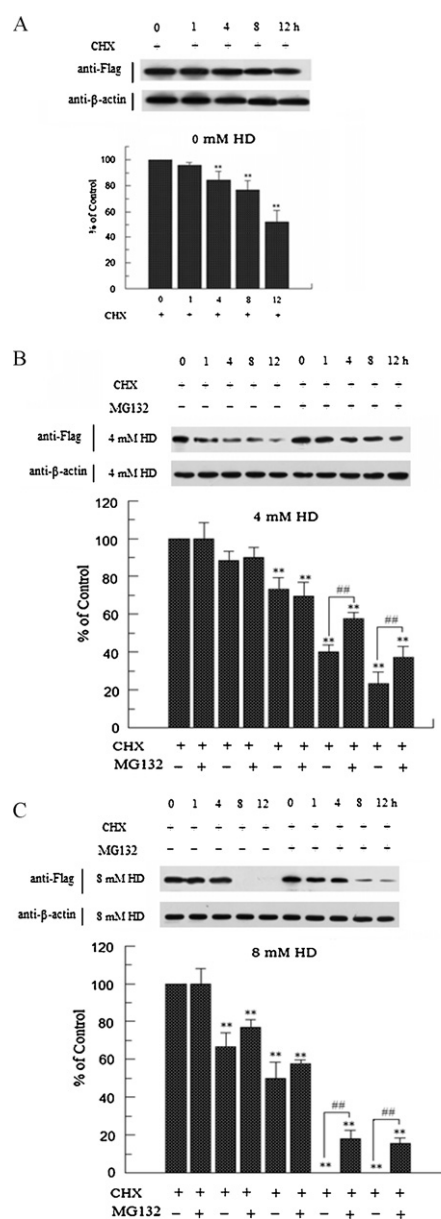 A
0 1 4 8 12 h
CHX + + + + +
anti-Flag
anti-β-actin
0 mM HD
100
80
60
40
20
0
% of Control
** ** **
0 1 4 8 12
CHX + + + + +
B
0 1 4 8 12 0 1 4 8 12 h
CHX
MG132
anti-Flag 4 mM HD
anti-β-actin 4 mM HD
4 mM HD
120
100
80
60
40
20
0
% of Control
** ** ** ## ** ** ## **
CHX + + + + + + + + + +
MG132 − + − + − + − + − +
C
0 1 4 8 12 0 1 4 8 12 h
CHX
MG132
anti-Flag 8 mM HD
anti-β-actin 8 mM HD
8 mM HD
120
100
80
60
40
20
0
% of Control
** ** ** ** ** ## ** ** ## **
CHX + + + + + + + + + +
MG132 − + − + − + − + − +